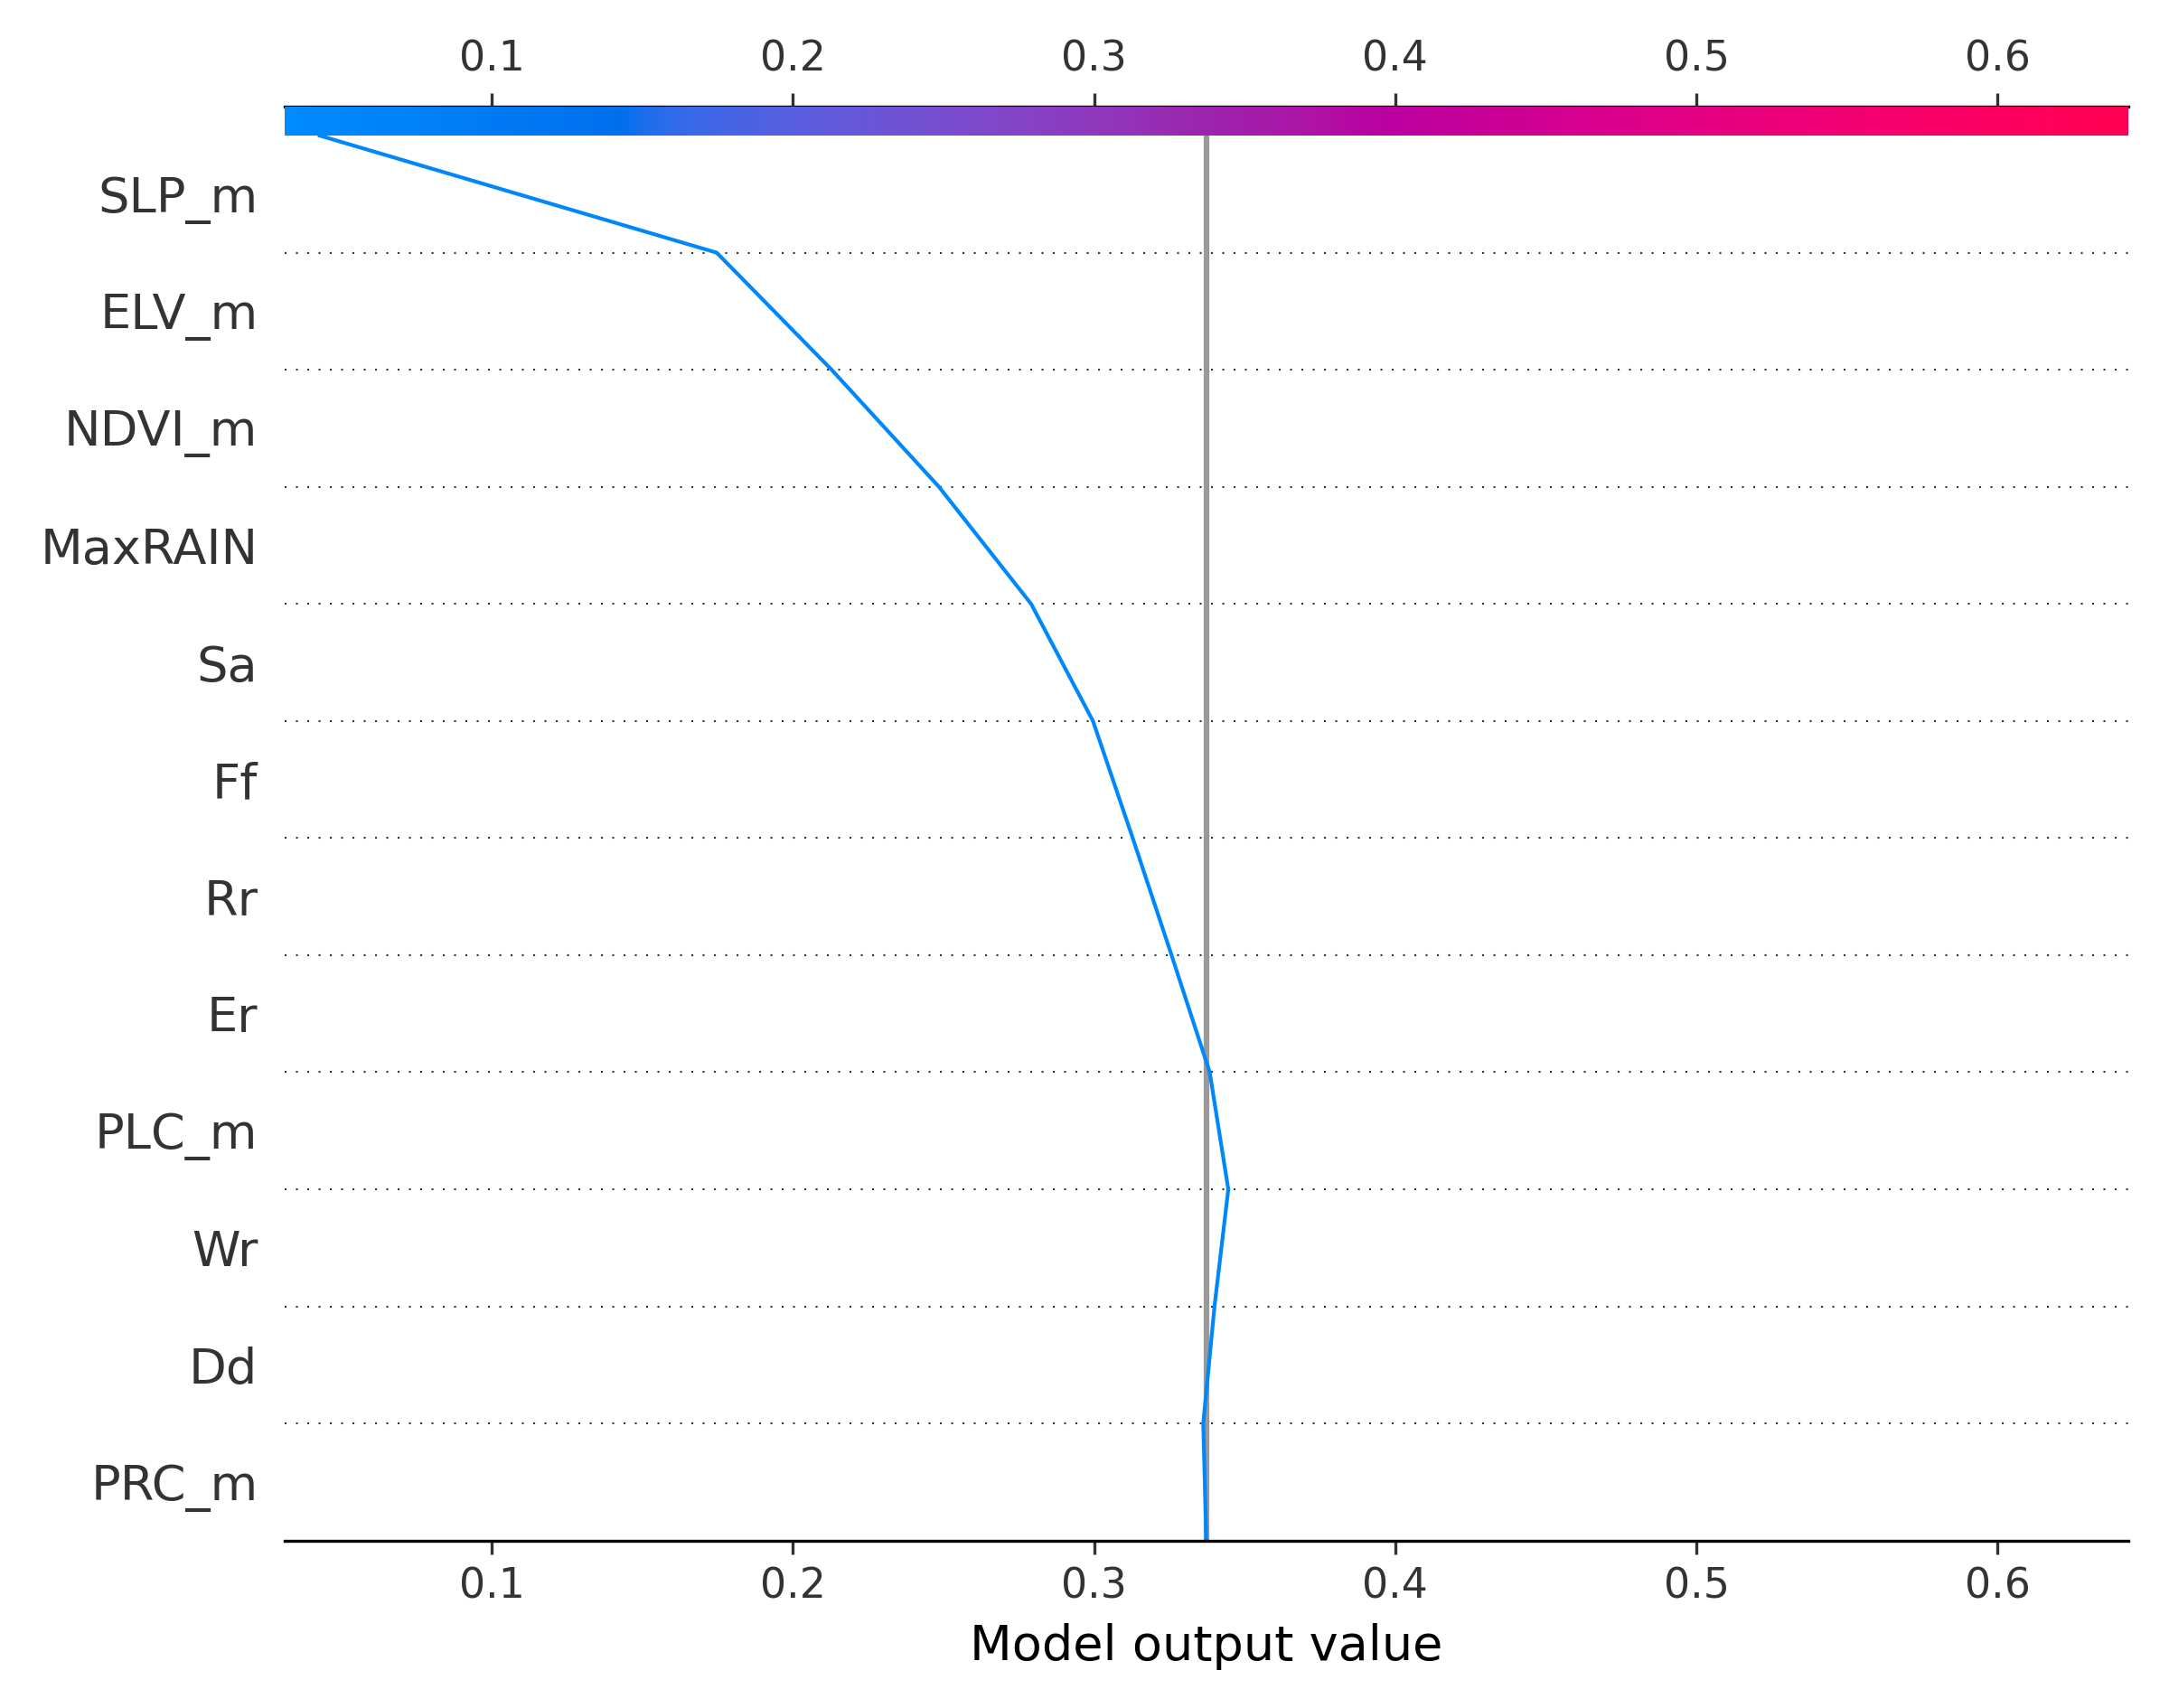 0.1 0.2 0.3 0.4 0.5 0.6
SLP_m
ELV_m
NDVI_m
MaxRAIN
Sa
Ff
Rr
Er
PLC_m
Wr
Dd
PRC_m
0.1 0.2 0.3 0.4 0.5 0.6
Model output value